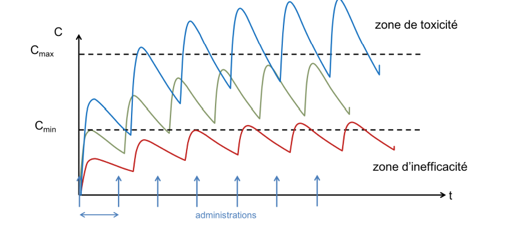 zone de toxicité
C
Cmax
Cmin
zone d'inefficacité
t
administrations